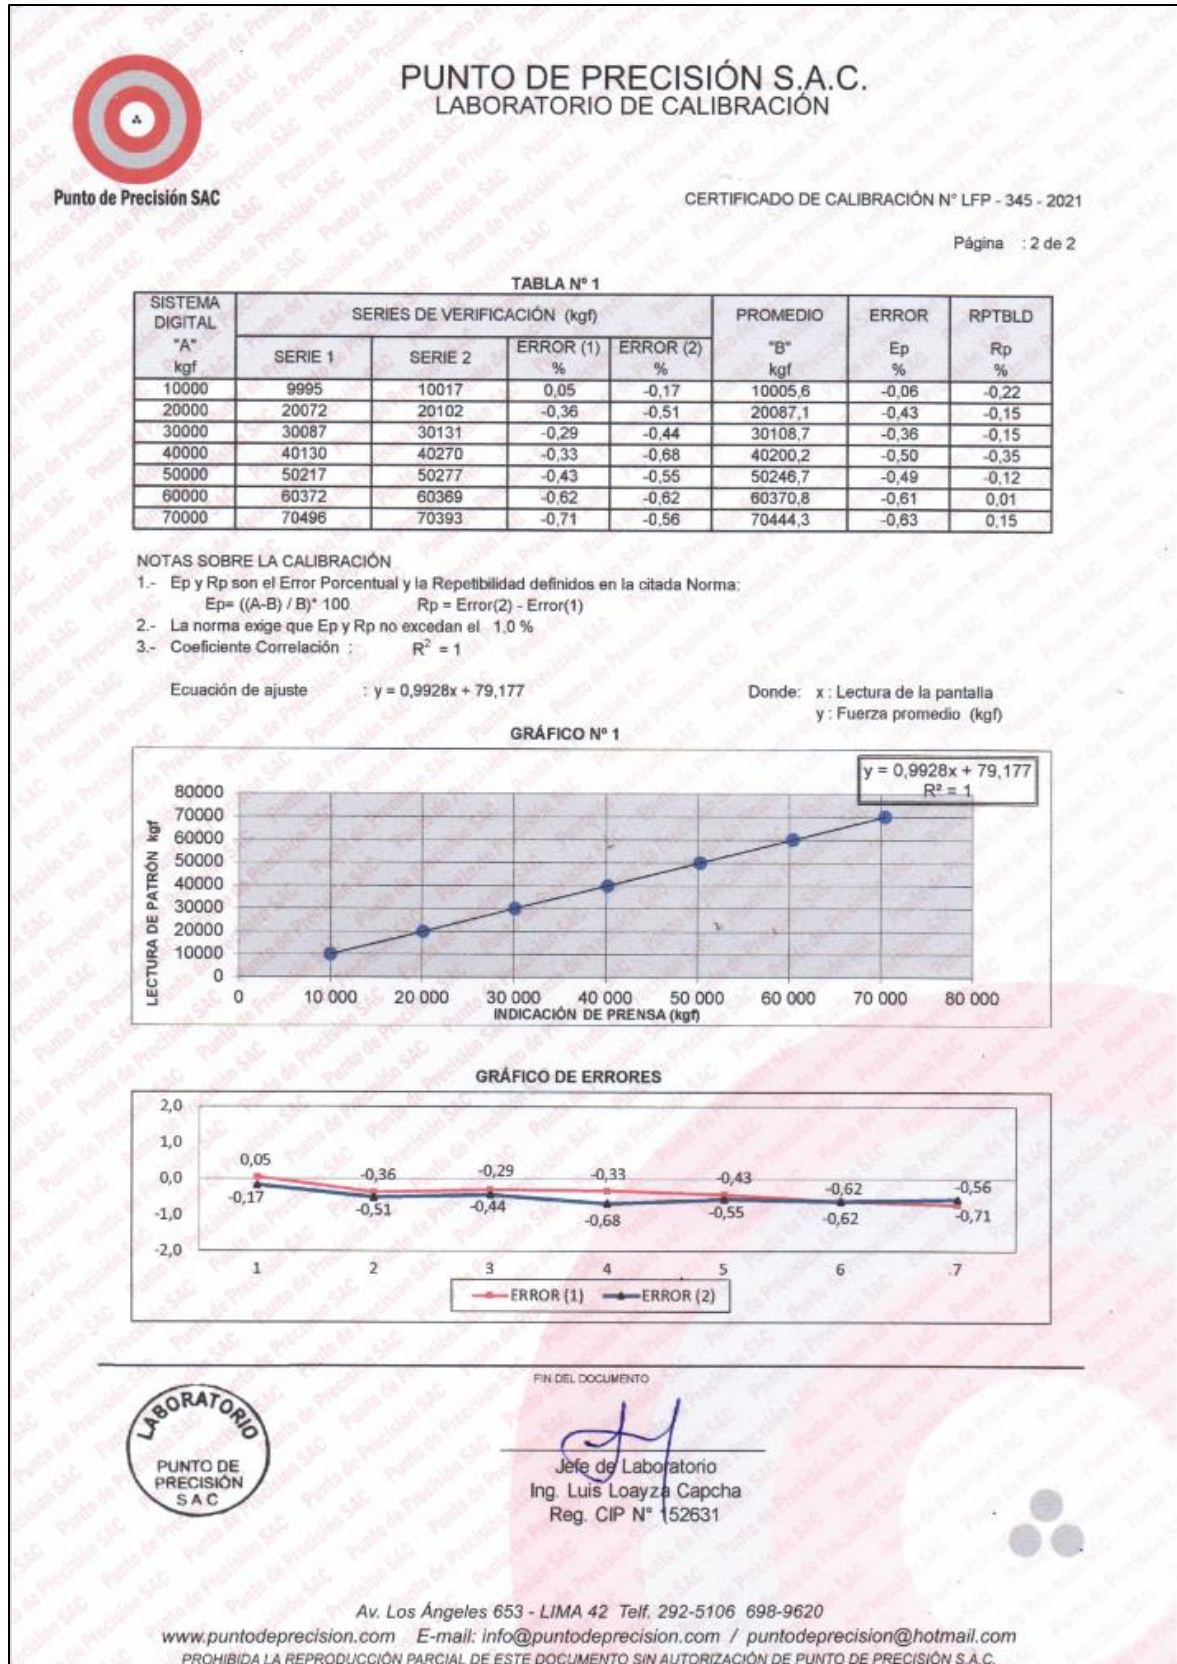 PUNTO DE PRECISIÓN S.A.C.
LABORATORIO DE CALIBRACIÓN
Punto de Precisión SAC
CERTIFICADO DE CALIBRACIÓN N° LFP - 345 - 2021
Página : 2 de 2
TABLA Nº 1
SISTEMA DIGITAL "A" kgf SERIES DE VERIFICACIÓN (kgf) PROMEDIO "B" kgf ERROR Ep % RPTBLD Rp %
SERIE 1 SERIE 2 ERROR (1) % ERROR (2) %
10000 9995 10017 0,05 -0,17 10005,6 -0,06 -0,22
20000 20072 20102 -0,36 -0,51 20087,1 -0,43 -0,15
30000 30087 30131 -0,29 -0,44 30108,7 -0,36 -0,15
40000 40130 40270 -0,33 -0,68 40200,2 -0,50 -0,35
50000 50217 50277 -0,43 -0,55 50246,7 -0,49 -0,12
60000 60372 60369 -0,62 -0,62 60370,8 -0,61 0,01
70000 70496 70393 -0,71 -0,56 70444,3 -0,63 0,15
NOTAS SOBRE LA CALIBRACIÓN
1.- Ep y Rp son el Error Porcentual y la Repetibilidad definidos en la citada Norma:
Ep= ((A-B) / B)* 100 Rp = Error(2) - Error(1)
2.- La norma exige que Ep y Rp no excedan el 1,0 %
3.- Coeficiente Correlación : R² = 1
Ecuación de ajuste : y = 0,9928x + 79,177 Donde: x : Lectura de la pantalla
y : Fuerza promedio (kgf)
GRÁFICO Nº 1
y = 0,9928x + 79,177
R² = 1
LECTURA DE PATRÓN kgf
80000
70000
60000
50000
40000
30000
20000
10000
0
0 10 000 20 000 30 000 40 000 50 000 60 000 70 000 80 000
INDICACIÓN DE PRENSA (kgf)
GRÁFICO DE ERRORES
2,0
1,0
0,0
-1,0
-2,0
0,05 -0,36 -0,29 -0,33 -0,43 -0,62 -0,56
-0,17 -0,51 -0,44 -0,68 -0,55 -0,62 -0,71
1 2 3 4 5 6 7
ERROR (1) ERROR (2)
FIN DEL DOCUMENTO
LABORATORIO
PUNTO DE
PRECISIÓN
S A C
Jefe de Laboratorio
Ing. Luis Loayza Capcha
Reg. CIP N° 152631
Av. Los Ángeles 653 - LIMA 42 Telf. 292-5106 698-9620
www.puntodeprecision.com E-mail: info@puntodeprecision.com / puntodeprecision@hotmail.com
PROHIBIDA LA REPRODUCCIÓN PARCIAL DE ESTE DOCUMENTO SIN AUTORIZACIÓN DE PUNTO DE PRECISIÓN S.A.C.